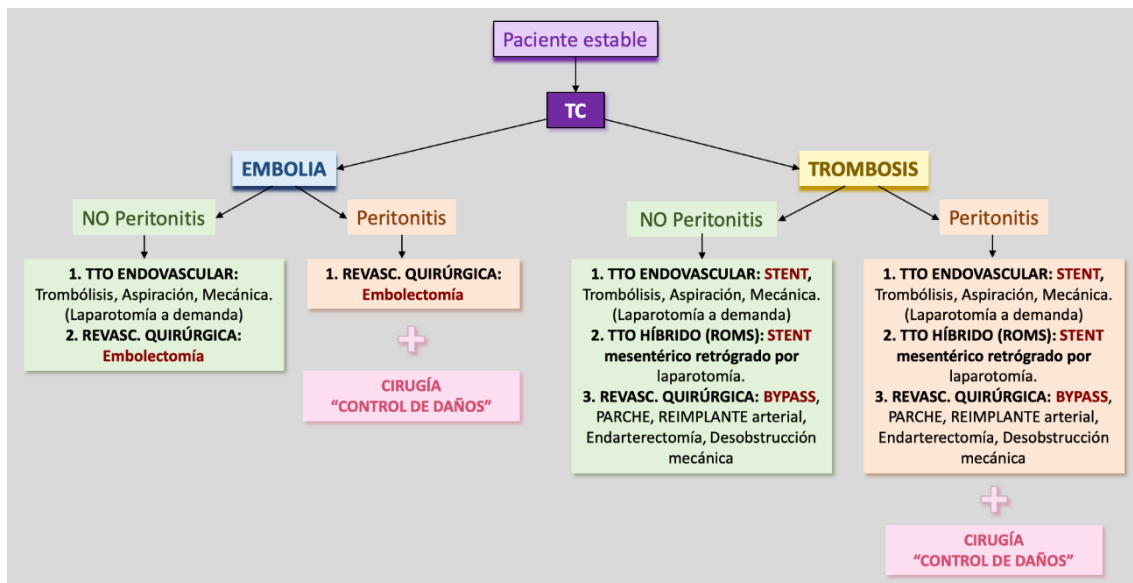 Paciente estable
TC
EMBOLIA
TROMBOSIS
NO Peritonitis
Peritonitis
NO Peritonitis
Peritonitis
1. TTO ENDOVASCULAR:
Trombólisis, Aspiración, Mecánica.
(Laparotomía a demanda)
2. REVASC. QUIRÚRGICA:
Embolectomía
1. REVASC. QUIRÚRGICA:
Embolectomía
+
CIRUGÍA
“CONTROL DE DAÑOS”
1. TTO ENDOVASCULAR: STENT,
Trombólisis, Aspiración, Mecánica.
(Laparotomía a demanda)
2. TTO HÍBRIDO (ROMS): STENT
mesentérico retrógrado por
laparotomía.
3. REVASC. QUIRÚRGICA: BYPASS,
PARCHE, REIMPLANTE arterial,
Endarterectomía, Desobstrucción
mecánica
1. TTO ENDOVASCULAR: STENT,
Trombólisis, Aspiración, Mecánica.
(Laparotomía a demanda)
2. TTO HÍBRIDO (ROMS): STENT
mesentérico retrógrado por
laparotomía.
3. REVASC. QUIRÚRGICA: BYPASS,
PARCHE, REIMPLANTE arterial,
Endarterectomía, Desobstrucción
mecánica
+
CIRUGÍA
“CONTROL DE DAÑOS”